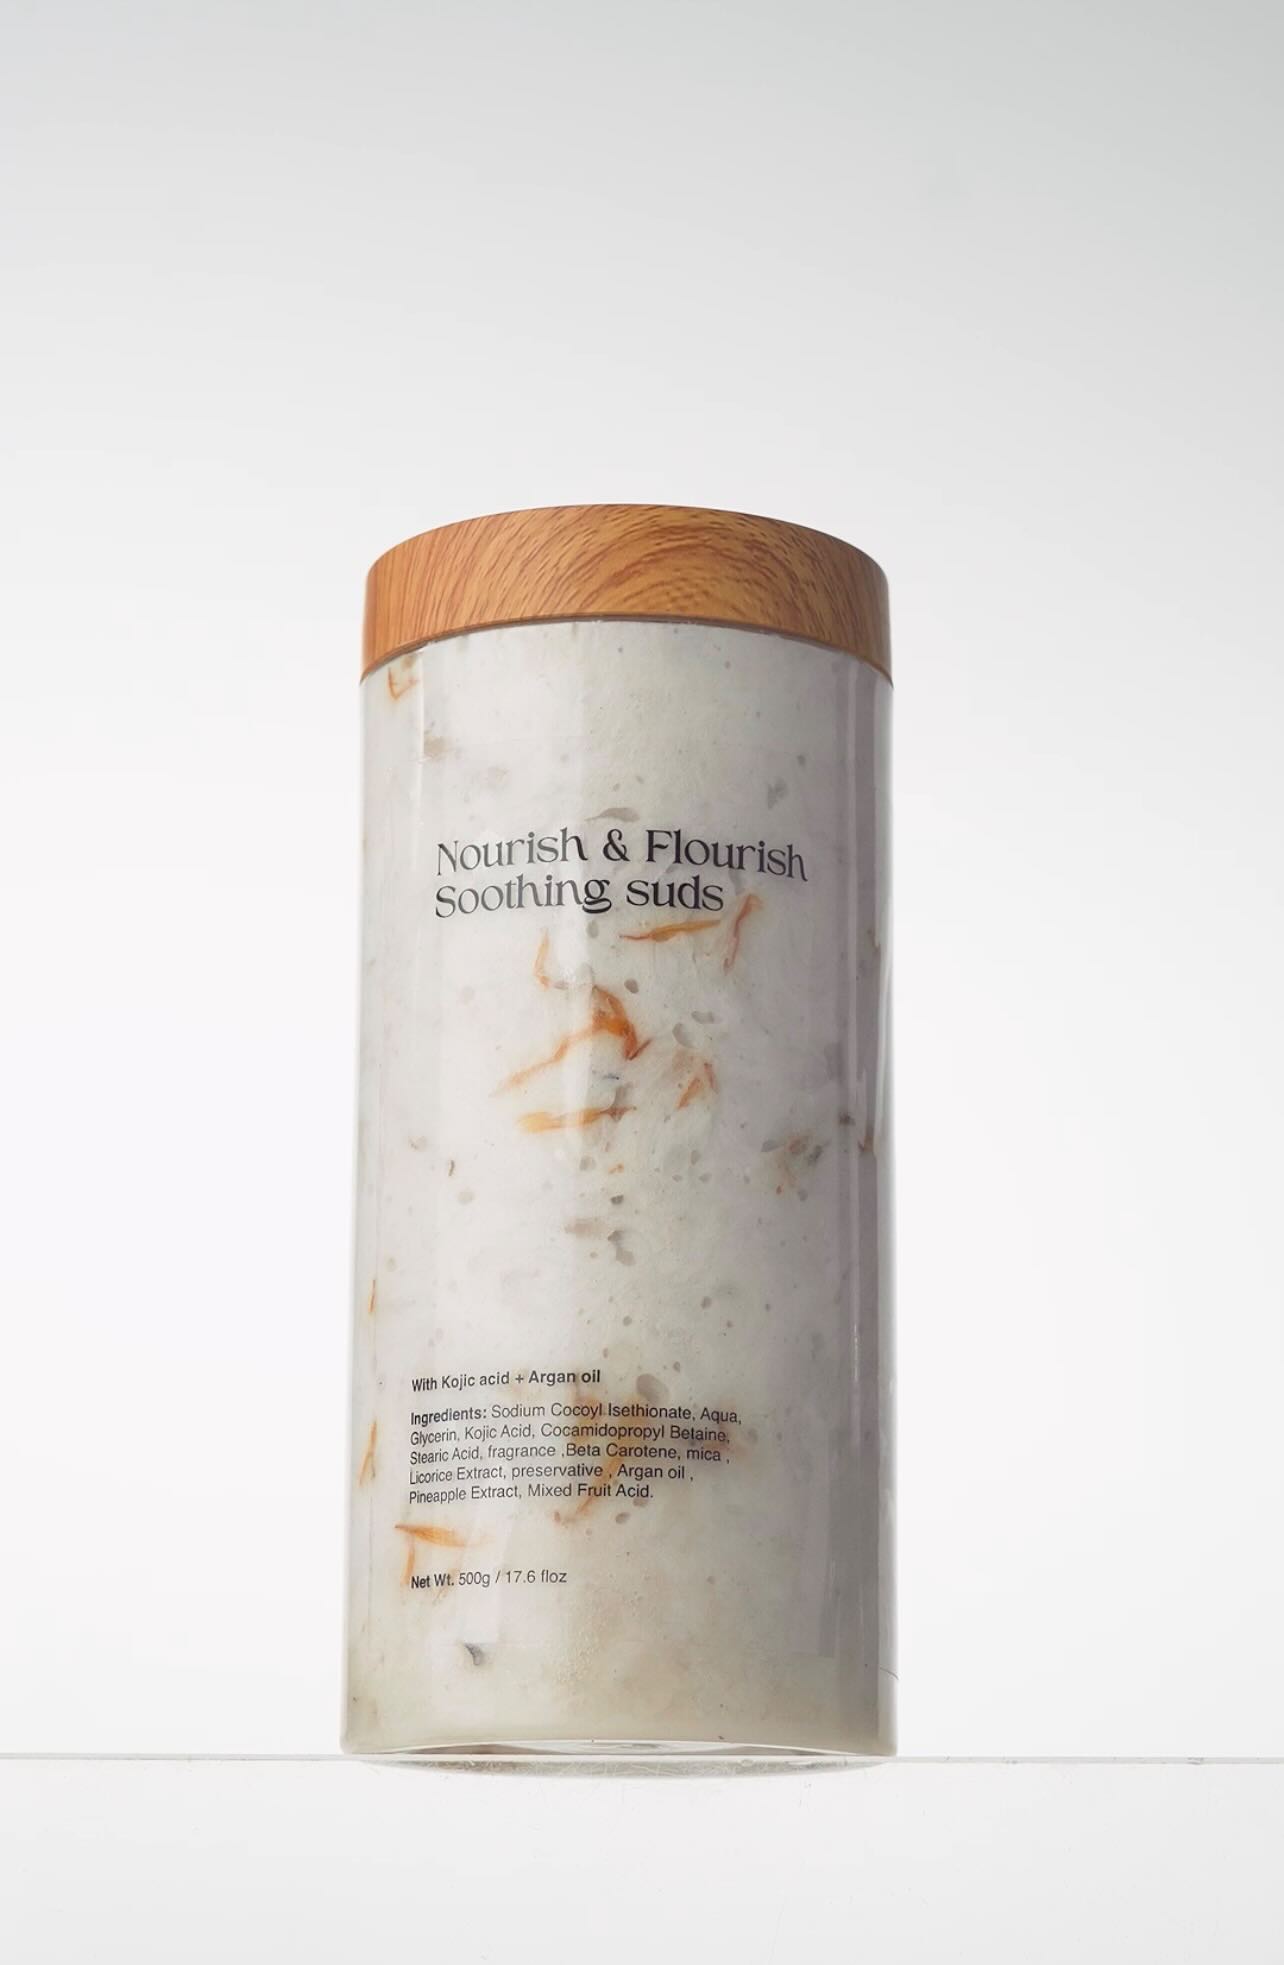 Nourish & Flourish
Soothing suds
With Kojic acid + Argan oil
Ingredients: Sodium Cocoyl Isethionate, Aqua,
Glycerin, Kojic Acid, Cocamidopropyl Betaine,
Stearic Acid, fragrance ,Beta Carotene, mica ,
Licorice Extract, preservative , Argan oil ,
Pineapple Extract, Mixed Fruit Acid.
Net Wt. 500g / 17.6 floz